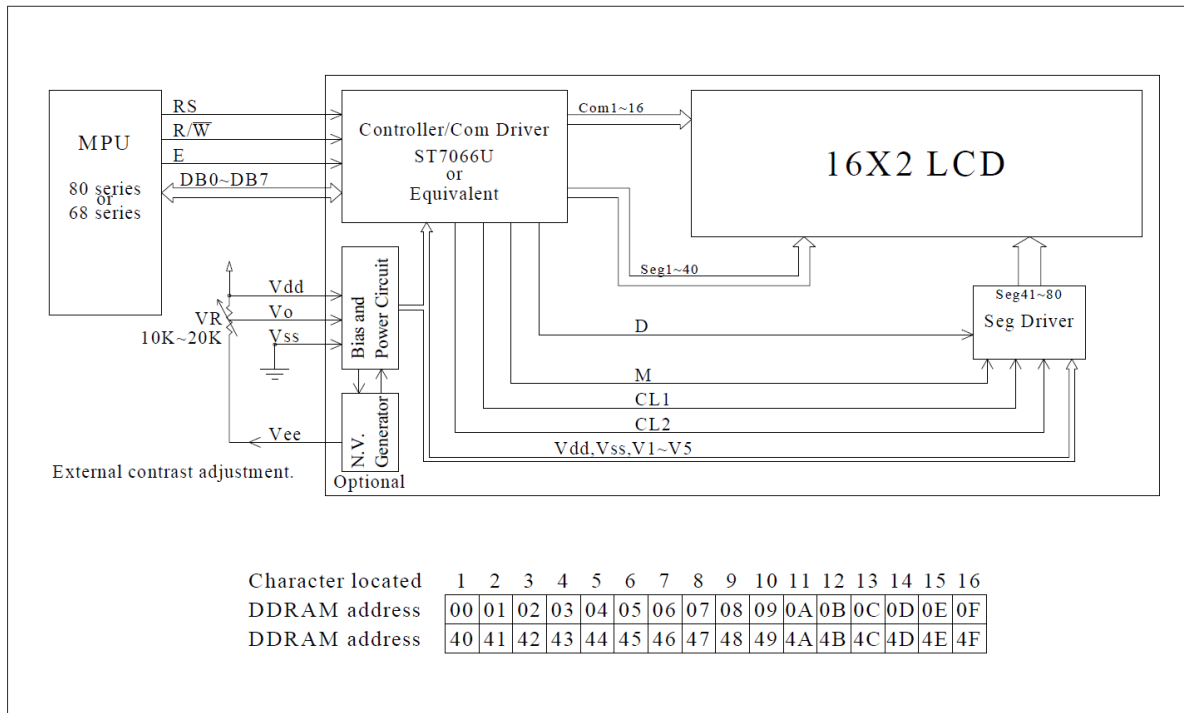 MPU
80 series
or
68 series
RS
R/W̅
E
DB0~DB7
Controller/Com Driver
ST7066U
or
Equivalent
Com1~16
16X2 LCD
Seg1~40
Seg41~80
Seg Driver
Vdd
Vo
Vss
VR
10K~20K
Bias and
Power Circuit
D
M
CL1
CL2
Vdd,Vss,V1~V5
Vee
N.V.
Generator
Optional
External contrast adjustment.
Character located 1 2 3 4 5 6 7 8 9 10 11 12 13 14 15 16
DDRAM address 00 01 02 03 04 05 06 07 08 09 0A 0B 0C 0D 0E 0F
DDRAM address 40 41 42 43 44 45 46 47 48 49 4A 4B 4C 4D 4E 4F